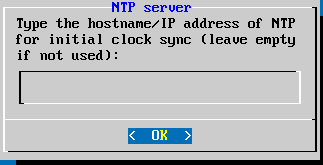 NTP server
Type the hostname/IP address of NTP
for initial clock sync (leave empty
if not used):
< OK >